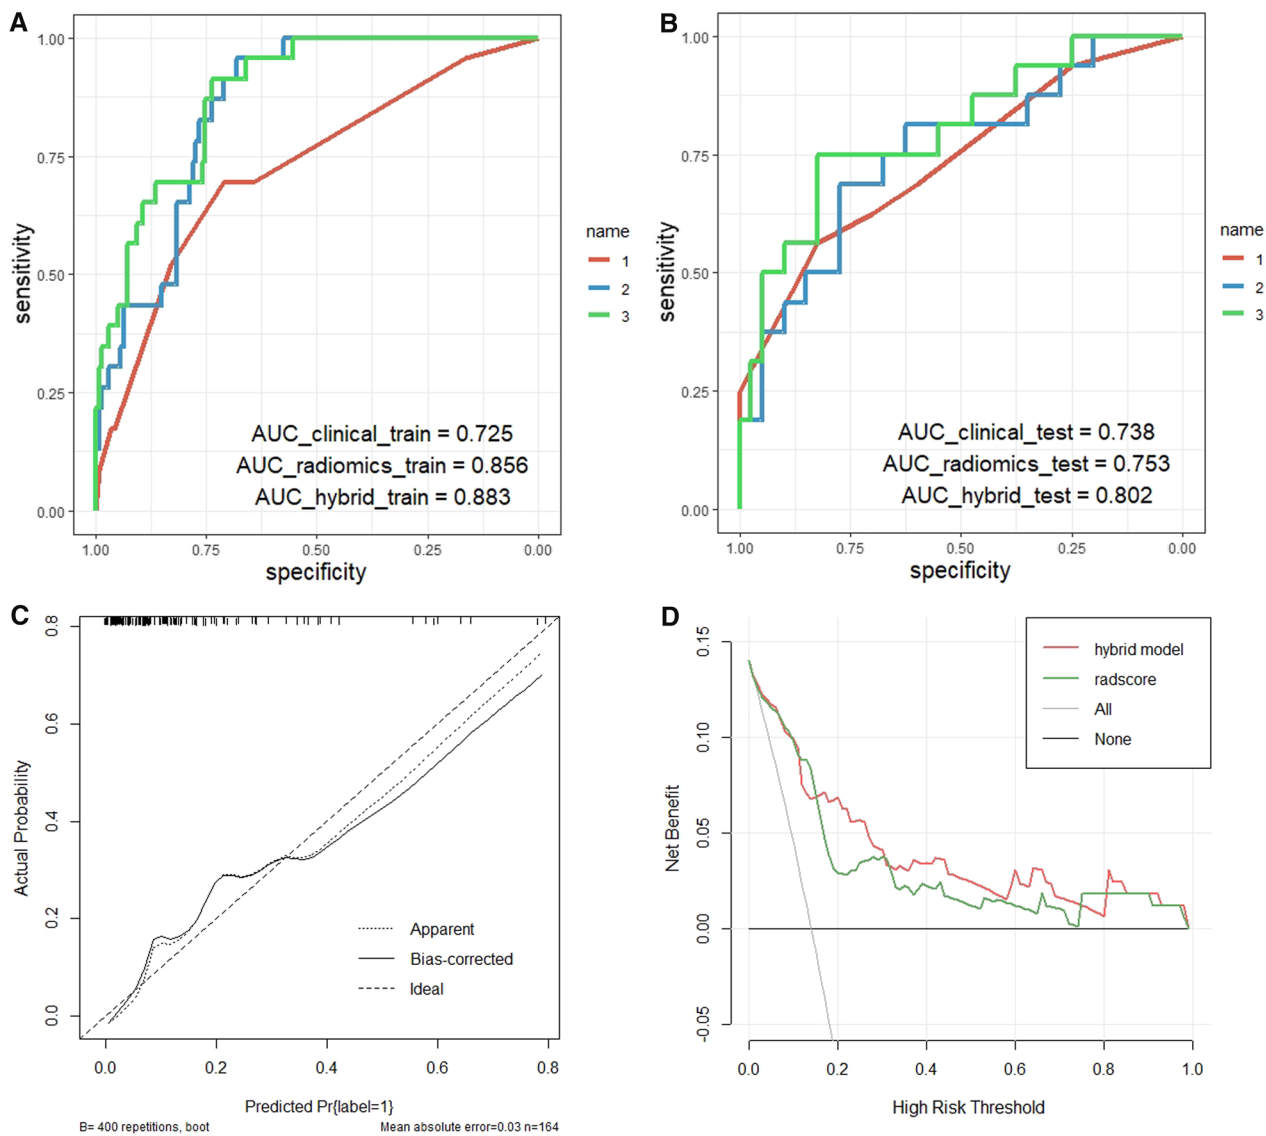 A
1.00
0.75
0.50
0.25
0.00
sensitivity
1.00 0.75 0.50 0.25 0.00
specificity
AUC_clinical_train = 0.725
AUC_radiomics_train = 0.856
AUC_hybrid_train = 0.883
name
1
2
3
B
1.00
0.75
0.50
0.25
0.00
sensitivity
1.00 0.75 0.50 0.25 0.00
specificity
AUC_clinical_test = 0.738
AUC_radiomics_test = 0.753
AUC_hybrid_test = 0.802
name
1
2
3
C
0.8
0.6
0.4
0.2
0.0
Actual Probability
Apparent
Bias-corrected
Ideal
0.0 0.2 0.4 0.6 0.8
Predicted Pr{label=1}
B= 400 repetitions, boot
Mean absolute error=0.03 n=164
D
0.15
0.10
0.05
0.00
-0.05
Net Benefit
hybrid model
radscore
All
None
0.0 0.2 0.4 0.6 0.8 1.0
High Risk Threshold